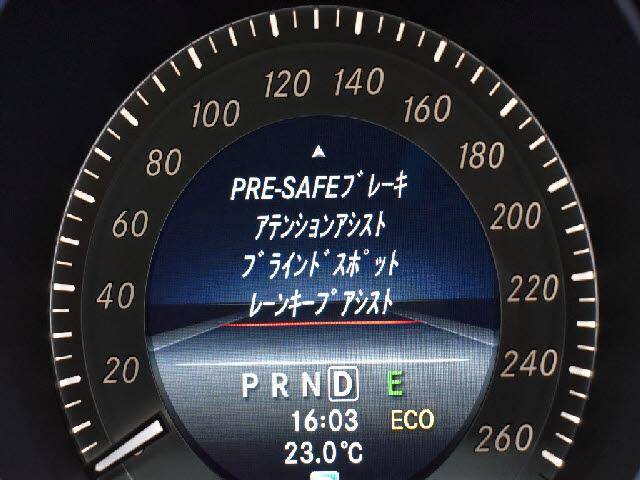 120 140
100 160
80 180
60 200
40 220
20 240
260
PRE-SAFEブレーキ
アテンションアシスト
ブラインドスポット
レーンキープアシスト
P R N D E
16:03 ECO
23.0℃